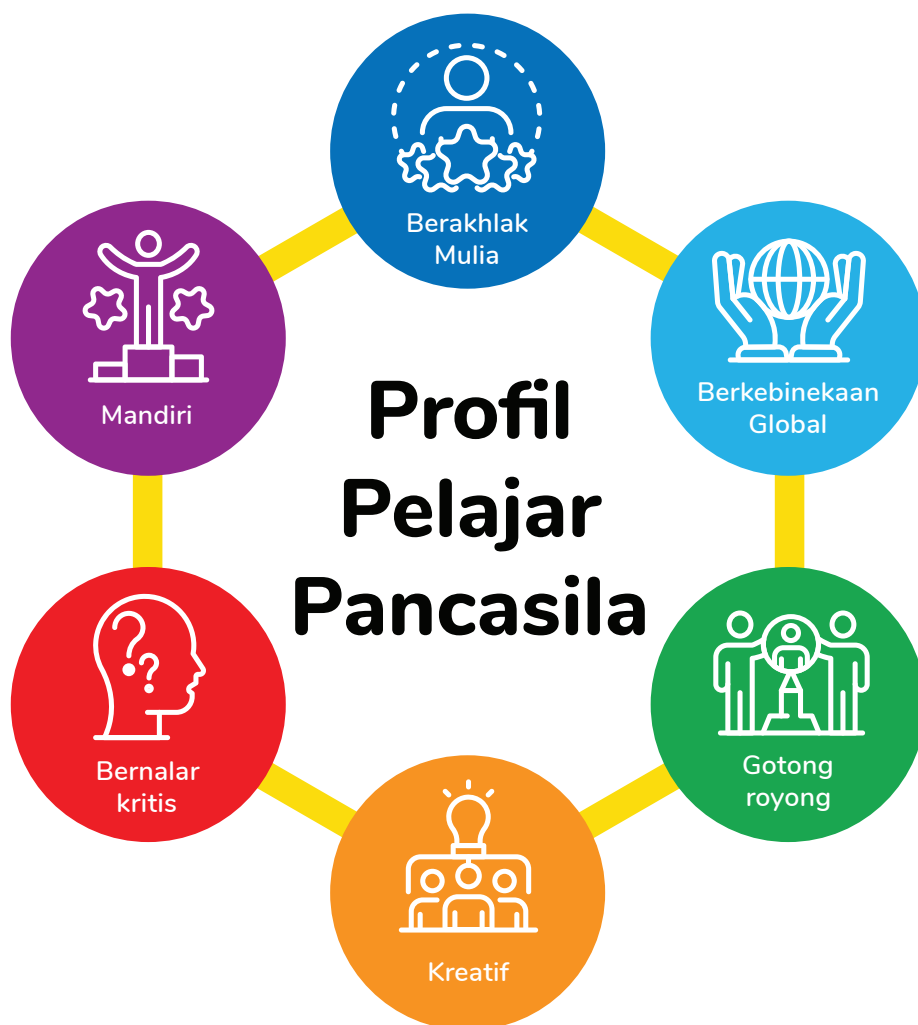 Berakhlak
Mulia
Berkebinekaan
Global
Gotong
royong
Kreatif
Bernalar
kritis
Mandiri
Profil
Pelajar
Pancasila